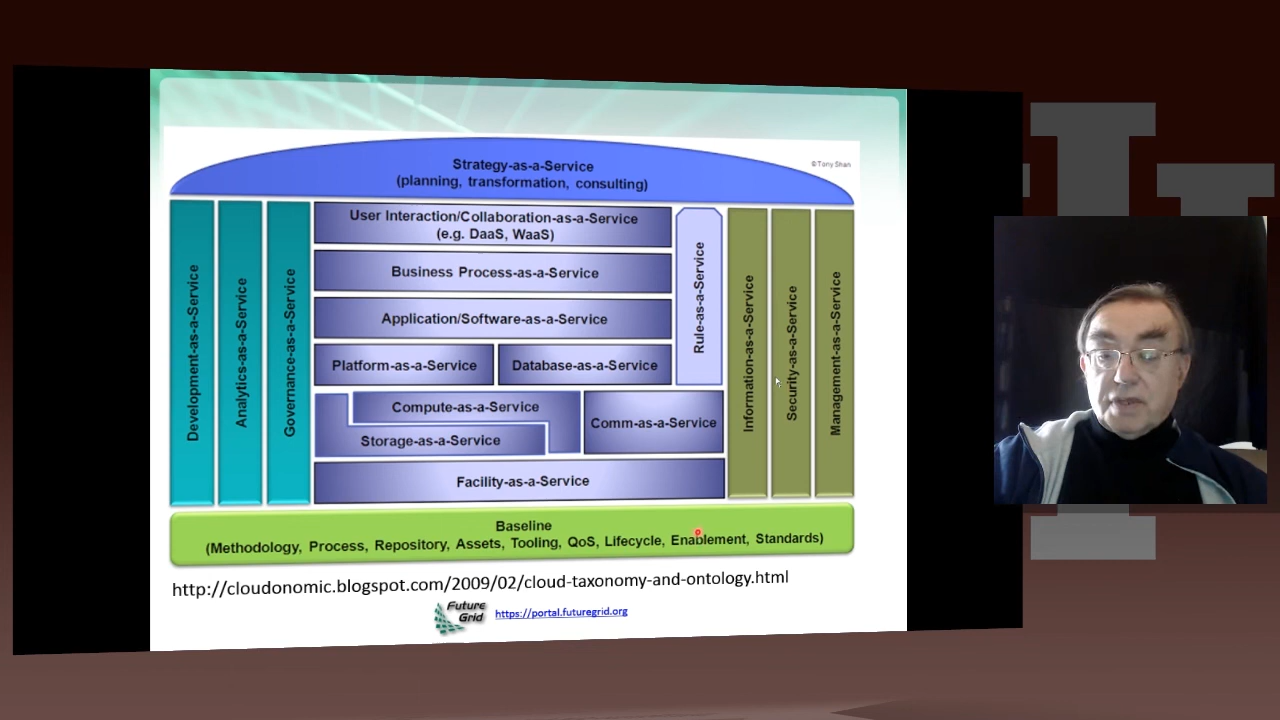 ©Tony Shan
Strategy-as-a-Service
(planning, transformation, consulting)
Development-as-a-Service
Analytics-as-a-Service
Governance-as-a-Service
User Interaction/Collaboration-as-a-Service
(e.g. DaaS, WaaS)
Business Process-as-a-Service
Application/Software-as-a-Service
Platform-as-a-Service
Database-as-a-Service
Rule-as-a-Service
Compute-as-a-Service
Storage-as-a-Service
Comm-as-a-Service
Facility-as-a-Service
Information-as-a-Service
Security-as-a-Service
Management-as-a-Service
Baseline
(Methodology, Process, Repository, Assets, Tooling, QoS, Lifecycle, Enablement, Standards)
http://cloudonomic.blogspot.com/2009/02/cloud-taxonomy-and-ontology.html
Future
Grid
https://portal.futuregrid.org